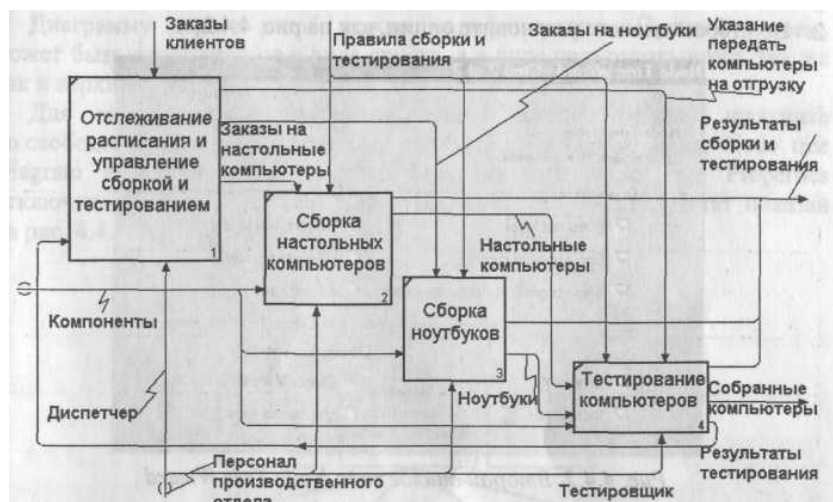 Заказы
клиентов
Правила сборки и
тестирования
Заказы на ноутбуки
Указание
передать
компьютеры
на отгрузку
Отслеживание
расписания и
управление
сборкой и
тестированием
1
Заказы на
настольные
компьютеры
Результаты
сборки и
тестирования
Сборка
настольных
компьютеров
2
Настольные
компьютеры
Компоненты
Сборка
ноутбуков
3
Диспетчер
Ноутбуки
Тестирование
компьютеров
4
Собранные
компьютеры
Результаты
тестирования
Персонал
производственного
отдела
Тестировщик